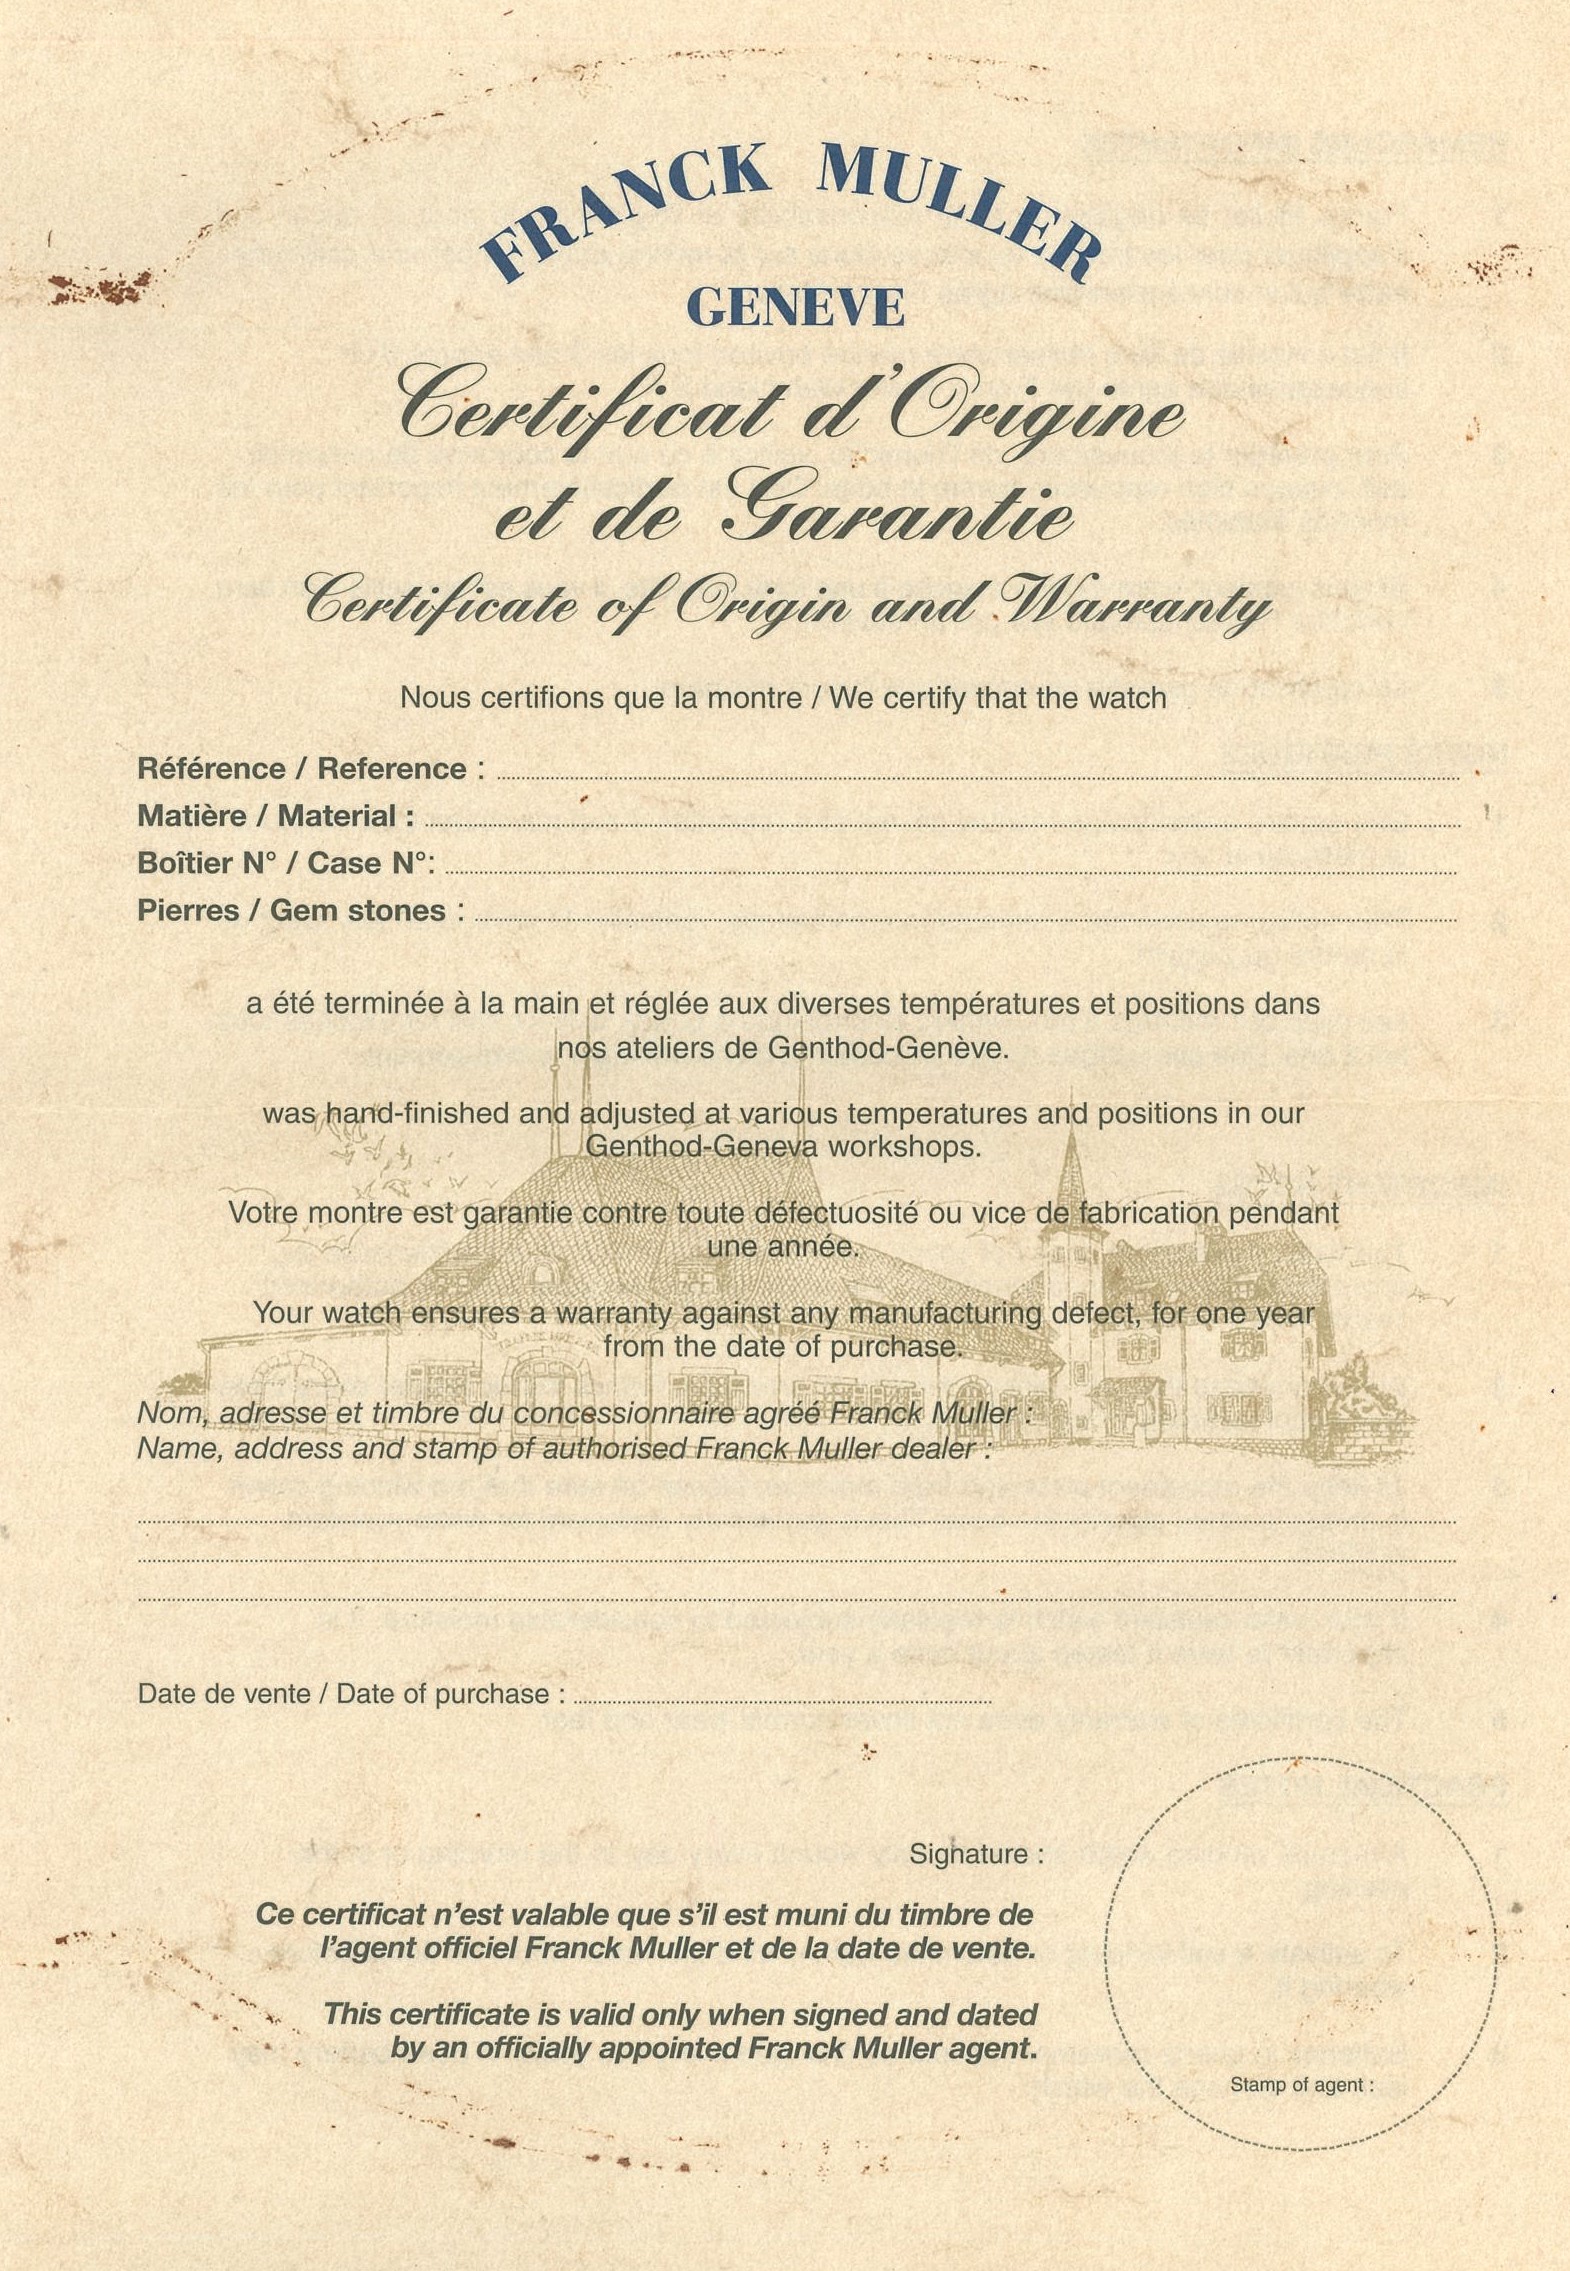 FRANCK MULLER
GENEVE
Certificat d'Origine
et de Garantie
Certificate of Origin and Warranty
Nous certifions que la montre / We certify that the watch
Référence / Reference :
Matière / Material :
Boîtier N° / Case N°:
Pierres / Gem stones :
a été terminée à la main et réglée aux diverses températures et positions dans
nos ateliers de Genthod-Genève.
was hand-finished and adjusted at various temperatures and positions in our
Genthod-Geneva workshops.
Votre montre est garantie contre toute défectuosité ou vice de fabrication pendant
une année.
Your watch ensures a warranty against any manufacturing defect, for one year
from the date of purchase.
Nom, adresse et timbre du concessionnaire agréé Franck Muller :
Name, address and stamp of authorised Franck Muller dealer :
Date de vente / Date of purchase :
Signature :
Ce certificat n'est valable que s'il est muni du timbre de
l'agent officiel Franck Muller et de la date de vente.
This certificate is valid only when signed and dated
by an officially appointed Franck Muller agent.
Stamp of agent :